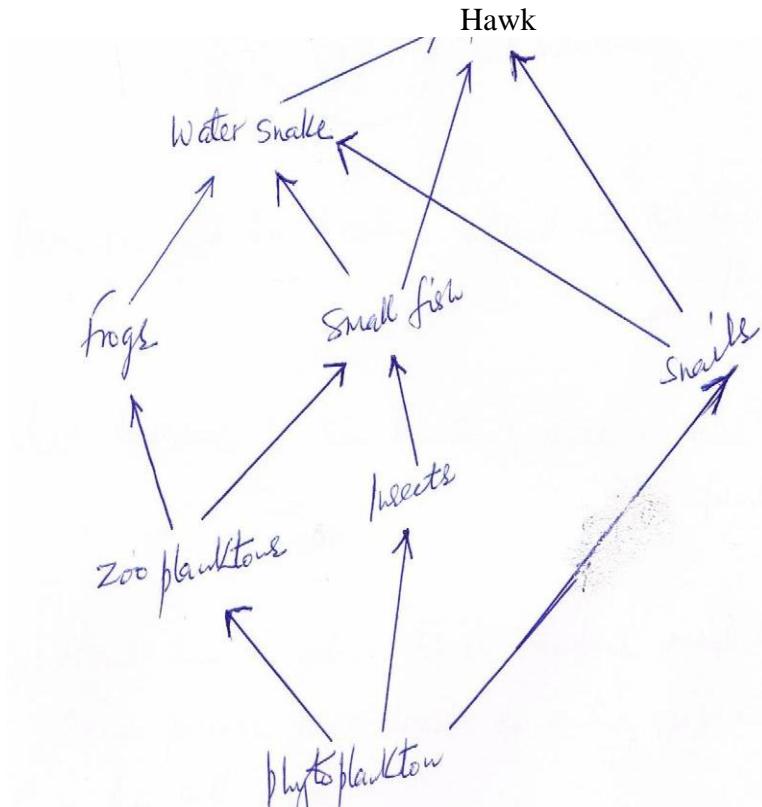 Hawk
Water snake
Frogs
Small fish
Snails
Insects
Zoo planktons
phytoplankton